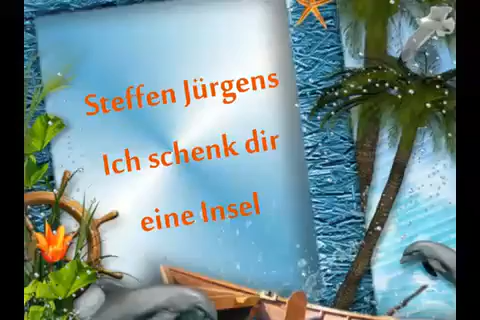 Steffen Jürgens
Ich schenk dir
eine Insel